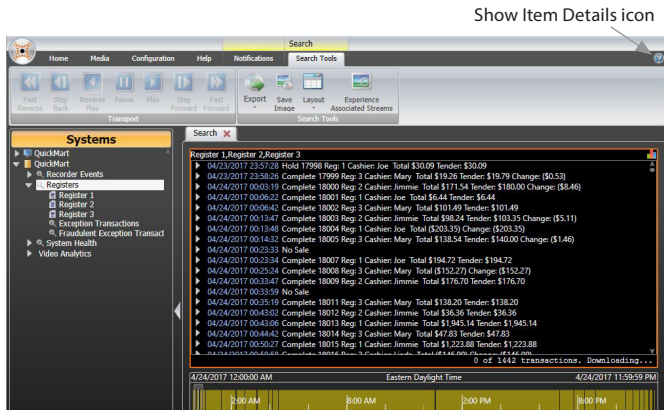 Show Item Details icon
Search
Home Media Configuration Help Notifications Search Tools
Fast Reverse
Step Back
Reverse Play
Pause
Play
Step Forward
Fast Forward
Export
Save Image
Layout
Experience Associated Streams
Transport
Search Tools
Systems
QuickMart
QuickMart
Recorder Events
Registers
Register 1
Register 2
Register 3
Exception Transactions
Fraudulent Exception Transact
System Health
Video Analytics
Search
Register 1,Register 2,Register 3
04/23/2017 23:57:28 Hold 17998 Reg: 1 Cashier: Joe Total $30.09 Tender: $30.09
04/23/2017 23:58:26 Complete 17999 Reg: 3 Cashier: Mary Total $19.26 Tender: $19.79 Change: ($0.53)
04/24/2017 00:03:19 Complete 18000 Reg: 2 Cashier: Jimmie Total $171.54 Tender: $180.00 Change: ($8.46)
04/24/2017 00:06:22 Complete 18001 Reg: 1 Cashier: Joe Total $6.44 Tender: $6.44
04/24/2017 00:06:42 Complete 18002 Reg: 3 Cashier: Mary Total $101.49 Tender: $101.49
04/24/2017 00:13:47 Complete 18003 Reg: 2 Cashier: Jimmie Total $98.24 Tender: $103.35 Change: ($5.11)
04/24/2017 00:13:48 Complete 18004 Reg: 1 Cashier: Joe Total ($203.35) Change: ($203.35)
04/24/2017 00:14:32 Complete 18005 Reg: 3 Cashier: Mary Total $138.54 Tender: $140.00 Change: ($1.46)
04/24/2017 00:23:33 No Sale
04/24/2017 00:23:34 Complete 18007 Reg: 1 Cashier: Joe Total $194.72 Tender: $194.72
04/24/2017 00:25:24 Complete 18008 Reg: 3 Cashier: Mary Total ($152.27) Change: ($152.27)
04/24/2017 00:33:47 Complete 18009 Reg: 2 Cashier: Jimmie Total $176.70 Tender: $176.70
04/24/2017 00:33:59 No Sale
04/24/2017 00:35:19 Complete 18011 Reg: 3 Cashier: Mary Total $138.20 Tender: $138.20
04/24/2017 00:43:02 Complete 18012 Reg: 2 Cashier: Jimmie Total $36.36 Tender: $36.36
04/24/2017 00:43:06 Complete 18013 Reg: 1 Cashier: Jimmie Total $1,945.14 Tender: $1,945.14
04/24/2017 00:44:42 Complete 18014 Reg: 3 Cashier: Mary Total $47.83 Tender: $47.83
04/24/2017 00:50:27 Complete 18015 Reg: 1 Cashier: Jimmie Total $1,223.88 Tender: $1,223.88
0 of 1442 transactions. Downloading...
4/24/2017 12:00:00 AM Eastern Daylight Time 4/24/2017 11:59:59 PM
2:00 AM 8:00 AM 2:00 PM 8:00 PM